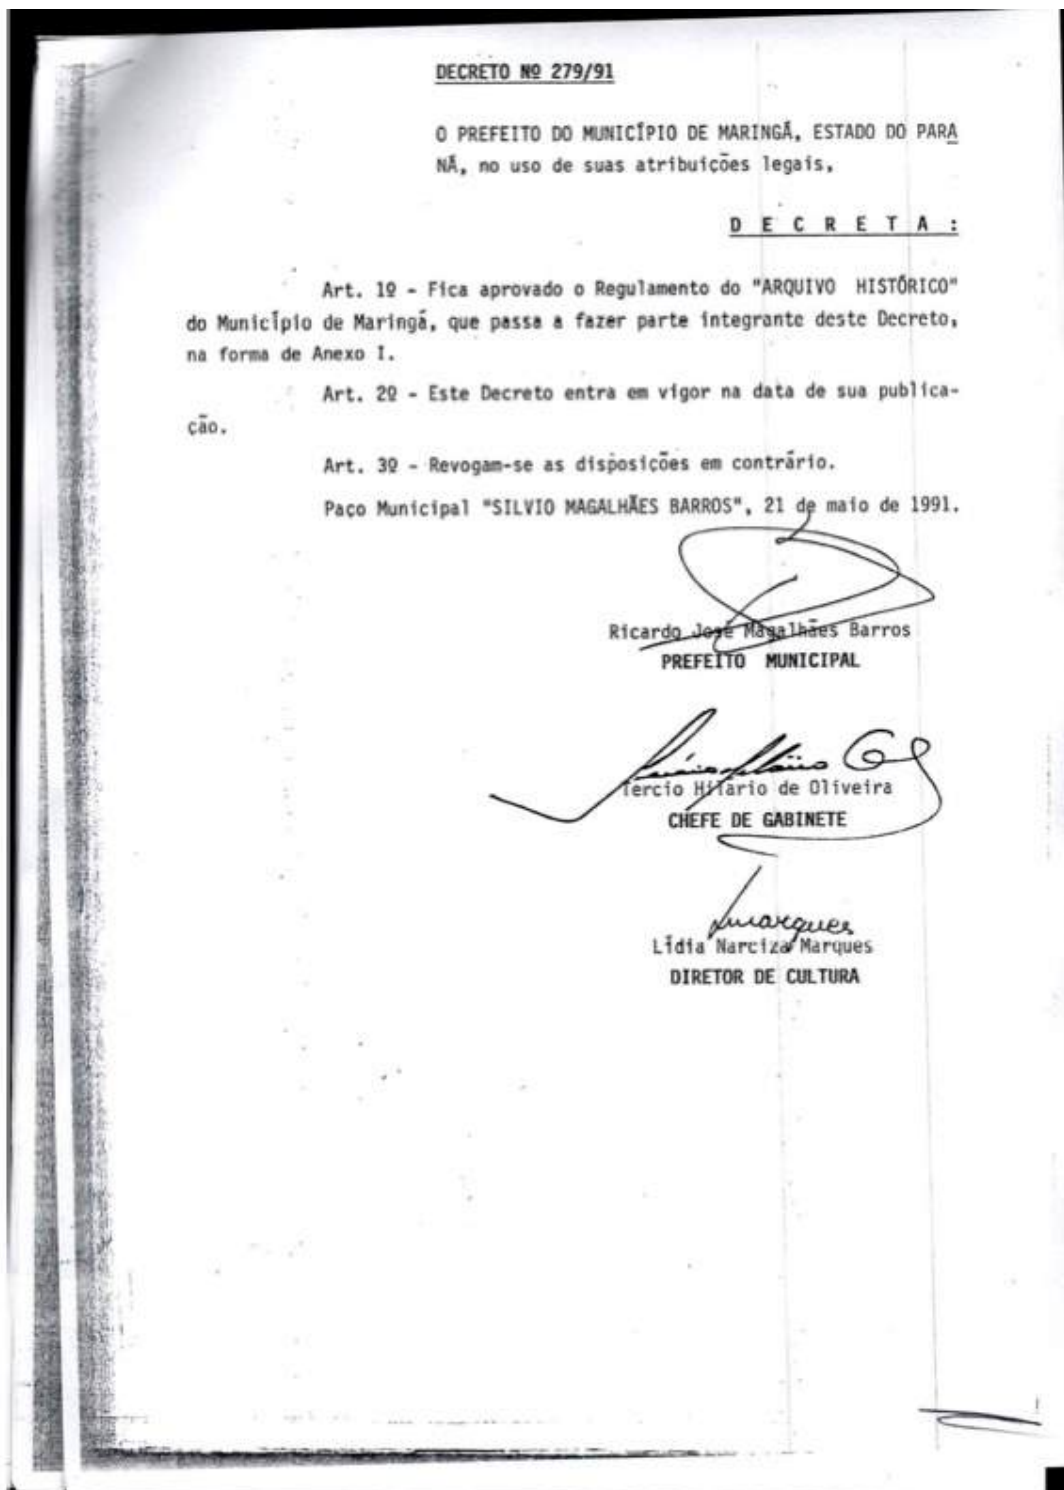 DECRETO Nº 279/91
O PREFEITO DO MUNICÍPIO DE MARINGÁ, ESTADO DO PARA
NÁ, no uso de suas atribuições legais,
D E C R E T A :
Art. 1º - Fica aprovado o Regulamento do "ARQUIVO HISTÓRICO"
do Município de Maringá, que passa a fazer parte integrante deste Decreto,
na forma de Anexo I.
Art. 2º - Este Decreto entra em vigor na data de sua publica-
ção.
Art. 3º - Revogam-se as disposições em contrário.
Paço Municipal "SILVIO MAGALHÃES BARROS", 21 de maio de 1991.
Ricardo José Magalhães Barros
PREFEITO MUNICIPAL
Tercio Hilario de Oliveira
CHEFE DE GABINETE
Lmarques
Lídia Narciza Marques
DIRETOR DE CULTURA